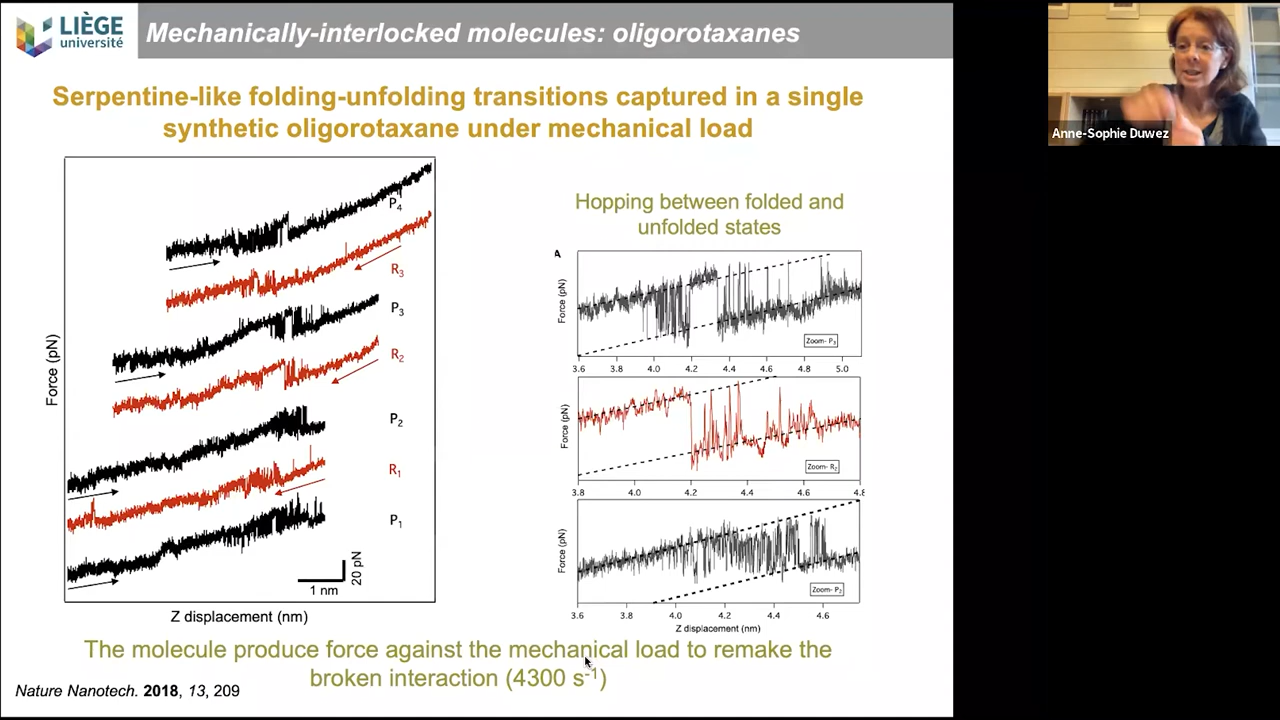 LIÈGE
université
Mechanically-interlocked molecules: oligorotaxanes
Anne-Sophie Duwez
Serpentine-like folding-unfolding transitions captured in a single
synthetic oligorotaxane under mechanical load
Force (pN)
P4
R3
P3
R2
P2
R1
P1
20 pN
1 nm
Z displacement (nm)
Hopping between folded and
unfolded states
A
Force (pN)
Zoom- P3
3.6 3.8 4.0 4.2 4.4 4.6 4.8 5.0
Force (pN)
Zoom- R2
3.8 4.0 4.2 4.4 4.6 4.8
Force (pN)
Zoom- P2
3.6 3.8 4.0 4.2 4.4 4.6
Z displacement (nm)
The molecule produce force against the mechanical load to remake the
broken interaction (4300 s-1)
Nature Nanotech. 2018, 13, 209